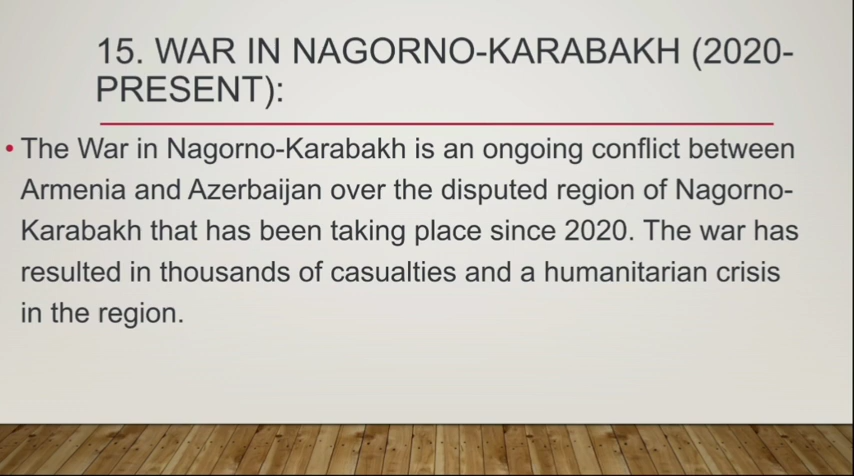 15. WAR IN NAGORNO-KARABAKH (2020-
PRESENT):
• The War in Nagorno-Karabakh is an ongoing conflict between
Armenia and Azerbaijan over the disputed region of Nagorno-
Karabakh that has been taking place since 2020. The war has
resulted in thousands of casualties and a humanitarian crisis
in the region.